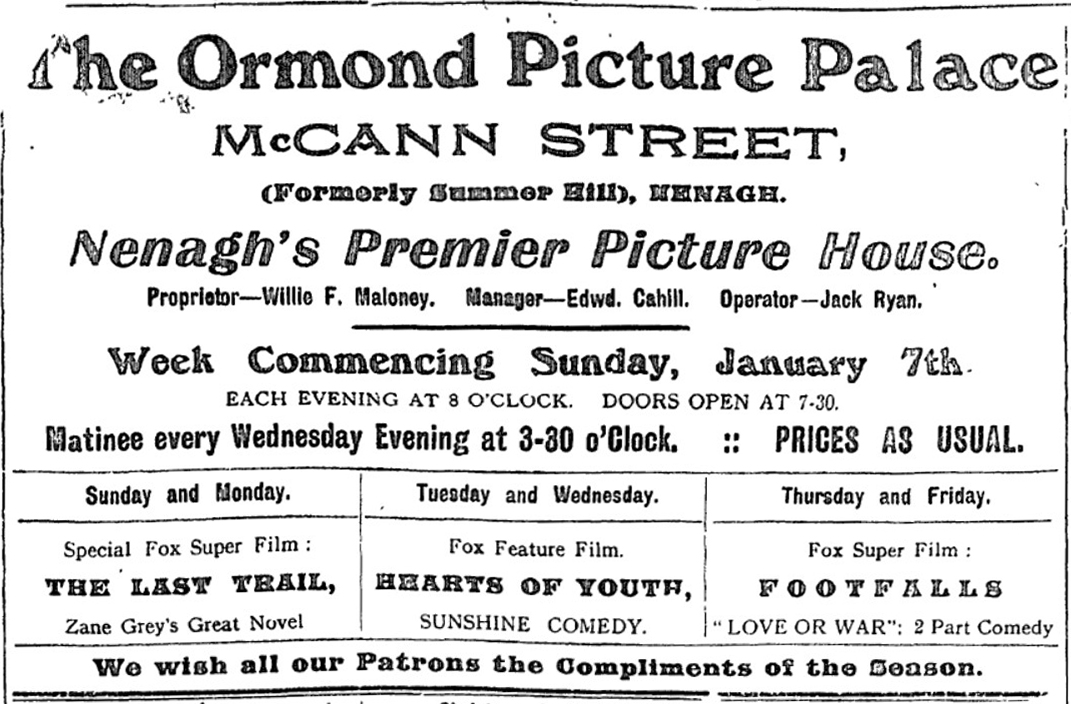 The Ormond Picture Palace
McCANN STREET,
(Formerly Summer Hill), NENAGH.
Nenagh's Premier Picture House.
Proprietor—Willie F. Maloney. Manager—Edwd. Cahill. Operator—Jack Ryan.
Week Commencing Sunday, January 7th.
EACH EVENING AT 8 O'CLOCK. DOORS OPEN AT 7-30.
Matinee every Wednesday Evening at 3-30 o'Clock. :: PRICES AS USUAL.
Sunday and Monday.
Special Fox Super Film :
THE LAST TRAIL,
Zane Grey's Great Novel
Tuesday and Wednesday.
Fox Feature Film.
HEARTS OF YOUTH,
SUNSHINE COMEDY.
Thursday and Friday.
Fox Super Film :
FOOTFALLS
"LOVE OR WAR": 2 Part Comedy
We wish all our Patrons the Compliments of the Season.